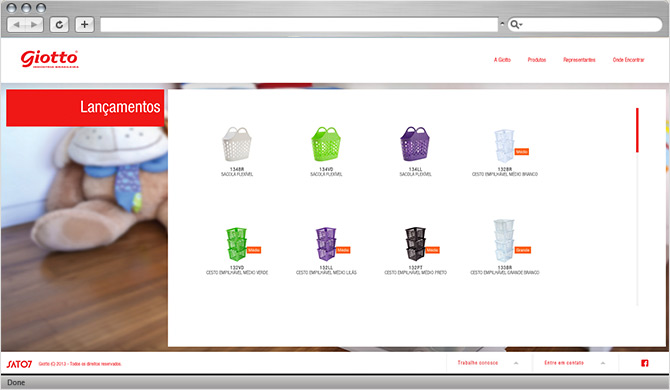 Giotto
INDÚSTRIA BRASILEIRA
A Giotto
Produtos
Representantes
Onde Encontrar
Lançamentos
134BR
SACOLA FLEXÍVEL
134VD
SACOLA FLEXÍVEL
134LL
SACOLA FLEXÍVEL
Médio
132BR
CESTO EMPILHÁVEL MÉDIO BRANCO
Médio
132VD
CESTO EMPILHÁVEL MÉDIO VERDE
Médio
132LL
CESTO EMPILHÁVEL MÉDIO LILÁS
Médio
132PT
CESTO EMPILHÁVEL MÉDIO PRETO
Grande
133BR
CESTO EMPILHÁVEL GRANDE BRANCO
SATO7
Giotto (C) 2013 - Todos os direitos reservados.
Trabalhe conosco
Entre em contato
Done